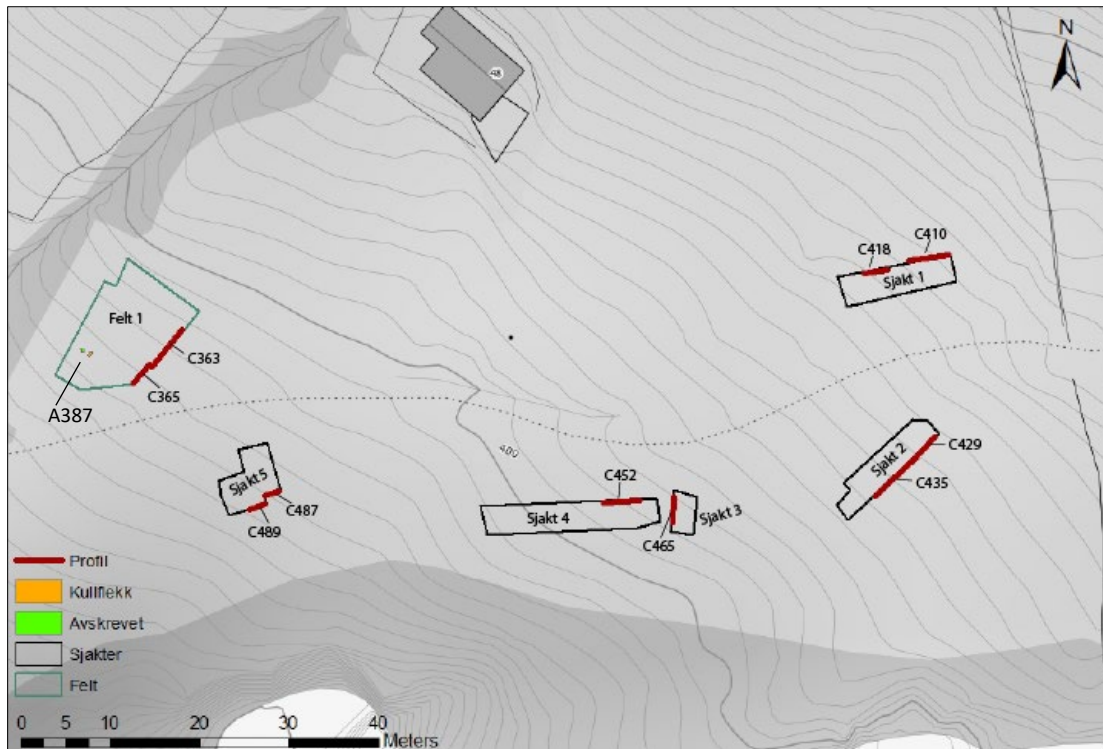 N
48
C410
C418
Sjakt 1
Felt 1
C363
C365
A387
400
C429
Sjakt 2
C435
Sjakt 5
C452
C487
Sjakt 4
Sjakt 3
C489
C465
Profil
Kullflekk
Avskrevet
Sjakter
Felt
0 5 10 20 30 40
Meters